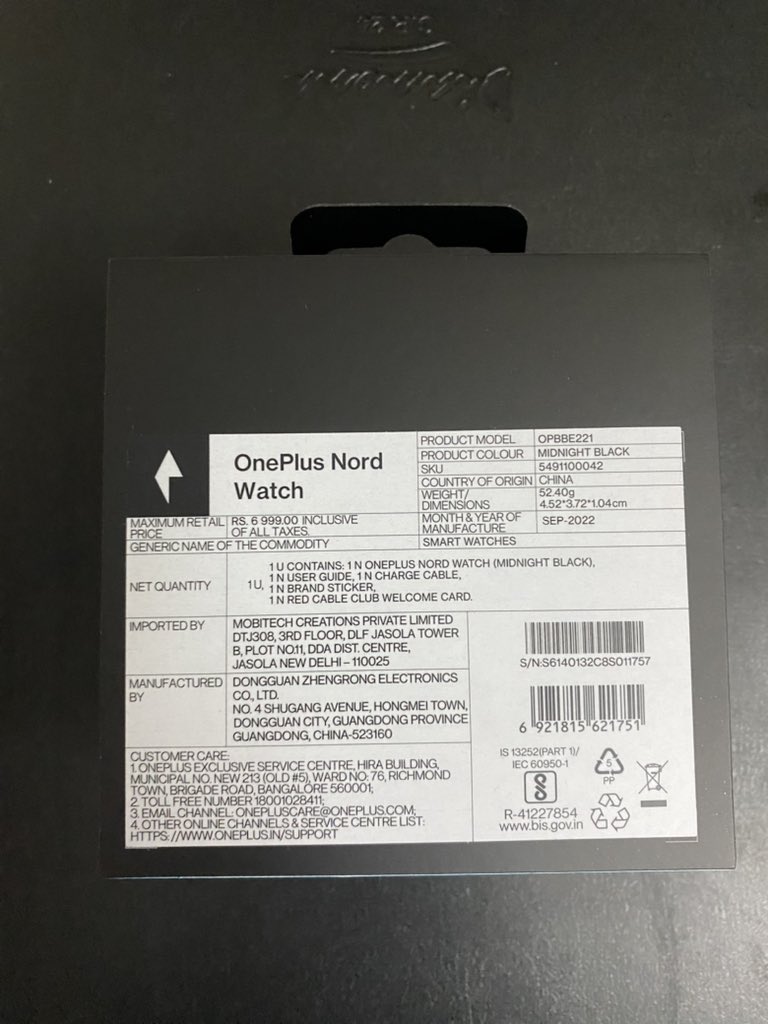 OnePlus Nord
Watch
PRODUCT MODEL OPBBE221
PRODUCT COLOUR MIDNIGHT BLACK
SKU 5491100042
COUNTRY OF ORIGIN CHINA
WEIGHT/ 52.40g
DIMENSIONS 4.52*3.72*1.04cm
MONTH & YEAR OF
MANUFACTURE SEP-2022
MAXIMUM RETAIL RS. 6 999.00 INCLUSIVE
PRICE OF ALL TAXES
GENERIC NAME OF THE COMMODITY SMART WATCHES
NET QUANTITY 1 U,
1 U CONTAINS: 1 N ONEPLUS NORD WATCH (MIDNIGHT BLACK),
1 N USER GUIDE, 1 N CHARGE CABLE,
1 N BRAND STICKER,
1 N RED CABLE CLUB WELCOME CARD.
IMPORTED BY MOBITECH CREATIONS PRIVATE LIMITED
DTJ308, 3RD FLOOR, DLF JASOLA TOWER
B, PLOT NO.11, DDA DIST. CENTRE,
JASOLA NEW DELHI – 110025
MANUFACTURED DONGGUAN ZHENGRONG ELECTRONICS
BY CO., LTD.
NO. 4 SHUGANG AVENUE, HONGMEI TOWN,
DONGGUAN CITY, GUANGDONG PROVINCE
GUANGDONG, CHINA-523160
CUSTOMER CARE:
1. ONEPLUS EXCLUSIVE SERVICE CENTRE, HIRA BUILDING,
MUNICIPAL NO. NEW 213 (OLD #5), WARD NO: 76, RICHMOND
TOWN, BRIGADE ROAD, BANGALORE 560001;
2. TOLL FREE NUMBER 18001028411;
3. EMAIL CHANNEL: ONEPLUSCARE@ONEPLUS.COM;
4. OTHER ONLINE CHANNELS & SERVICE CENTRE LIST:
HTTPS://WWW.ONEPLUS.IN/SUPPORT
S/N:S6140132C8S011757
6 921815 621751
IS 13252(PART 1)/
IEC 60950-1
R-41227854
www.bis.gov.in
5
PP